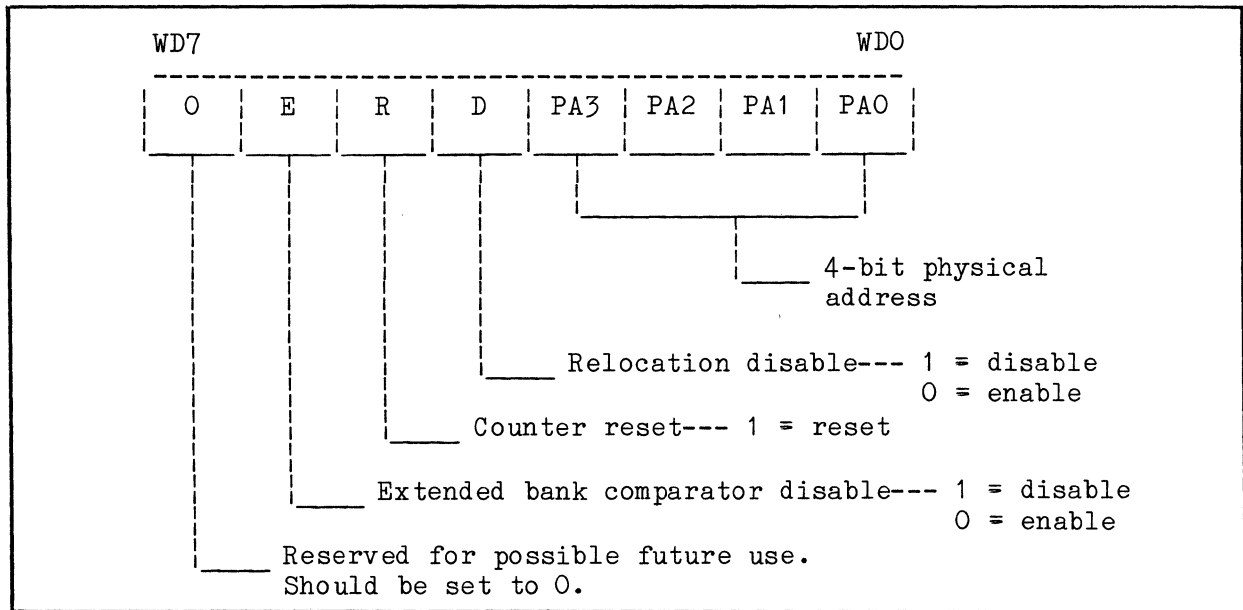 WD7 WD0
0 E R D PA3 PA2 PA1 PA0
4-bit physical
address
Relocation disable--- 1 = disable
0 = enable
Counter reset--- 1 = reset
Extended bank comparator disable--- 1 = disable
0 = enable
Reserved for possible future use.
Should be set to 0.